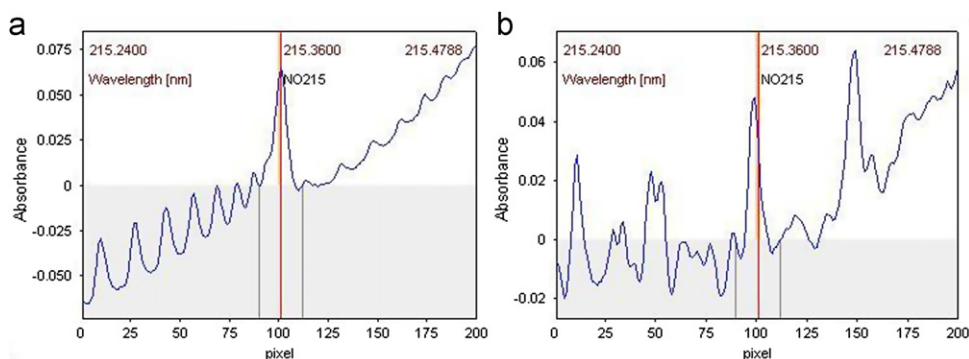 a
215.2400 215.3600 215.4788
Wavelength [nm] NO215
0.075
0.050
0.025
0
-0.025
-0.050
Absorbance
1 25 50 75 100 125 150 175 200
pixel
b
215.2400 215.3600 215.4788
Wavelength [nm] NO215
0.06
0.04
0.02
0
-0.02
Absorbance
1 25 50 75 100 125 150 175 200
pixel